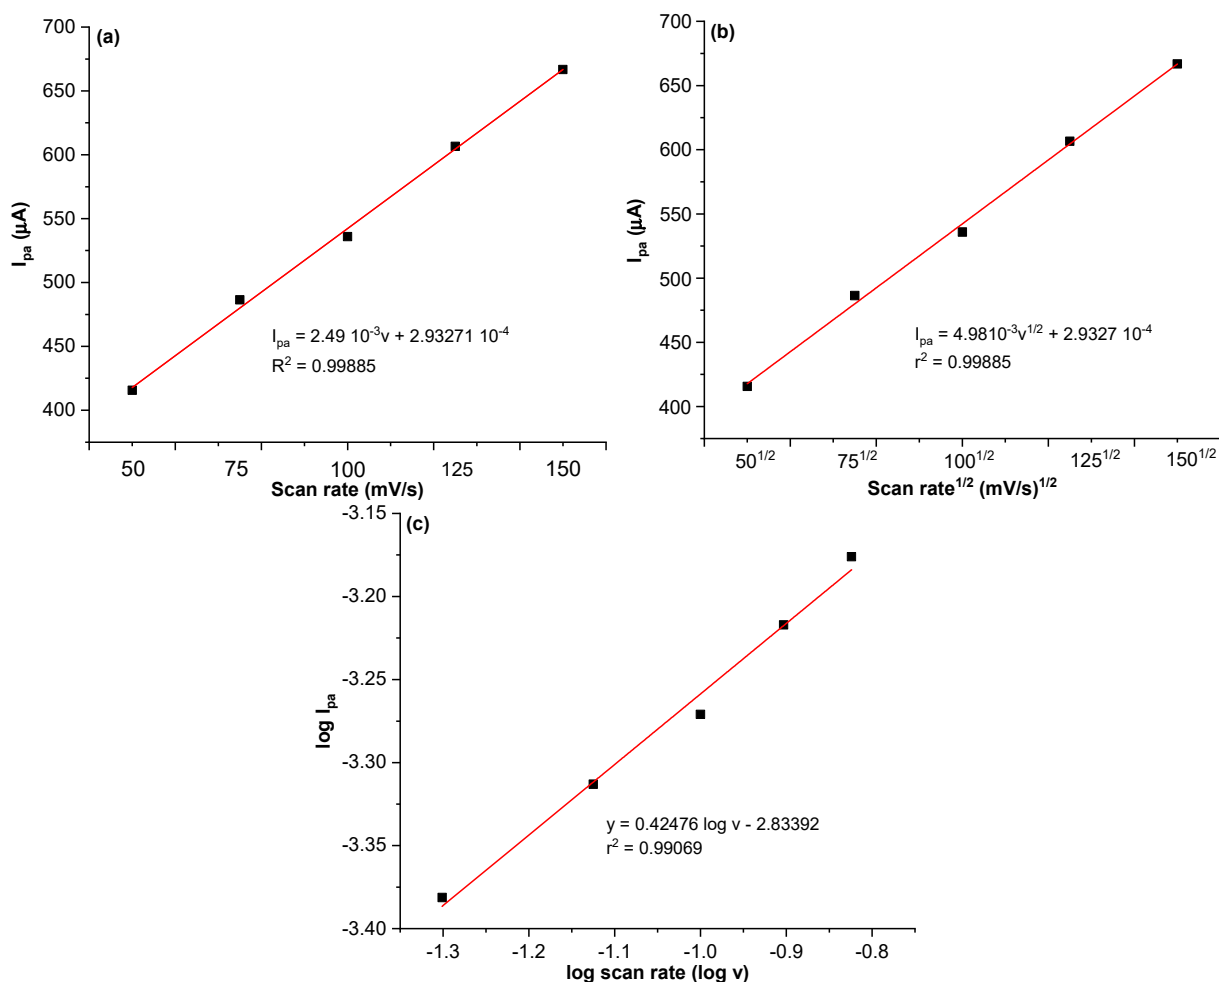 (a)
700
650
600
550
500
450
400
I_pa (μA)
I_pa = 2.49 10^-3v + 2.93271 10^-4
R^2 = 0.99885
50 75 100 125 150
Scan rate (mV/s)
(b)
700
650
600
550
500
450
400
I_pa (μA)
I_pa = 4.9810^-3v^1/2 + 2.9327 10^-4
r^2 = 0.99885
50^1/2 75^1/2 100^1/2 125^1/2 150^1/2
Scan rate^1/2 (mV/s)^1/2
(c)
-3.15
-3.20
-3.25
-3.30
-3.35
-3.40
log I_pa
y = 0.42476 log v - 2.83392
r^2 = 0.99069
-1.3 -1.2 -1.1 -1.0 -0.9 -0.8
log scan rate (log v)